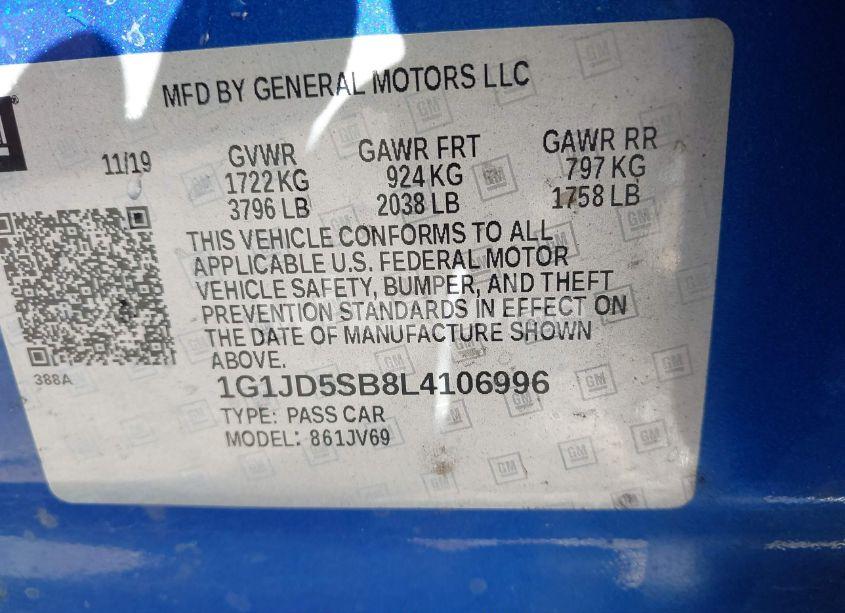 MFD BY GENERAL MOTORS LLC
11/19
GVWR GAWR FRT GAWR RR
1722 KG 924 KG 797 KG
3796 LB 2038 LB 1758 LB
THIS VEHICLE CONFORMS TO ALL
APPLICABLE U.S. FEDERAL MOTOR
VEHICLE SAFETY, BUMPER, AND THEFT
PREVENTION STANDARDS IN EFFECT ON
THE DATE OF MANUFACTURE SHOWN
ABOVE.
388A
1G1JD5SB8L4106996
TYPE: PASS CAR
MODEL: 861JV69